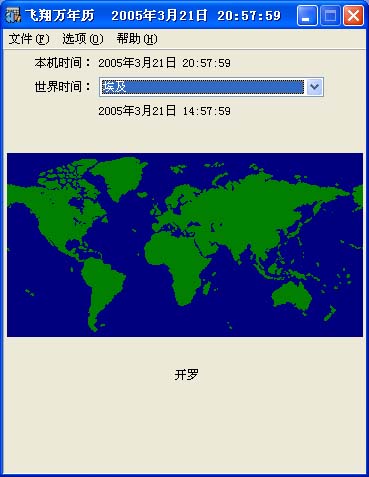 飞翔万年历  2005年3月21日 20:57:59
文件(F) 选项(O) 帮助(H)
本机时间： 2005年3月21日 20:57:59
世界时间： 埃及
2005年3月21日 14:57:59
开罗